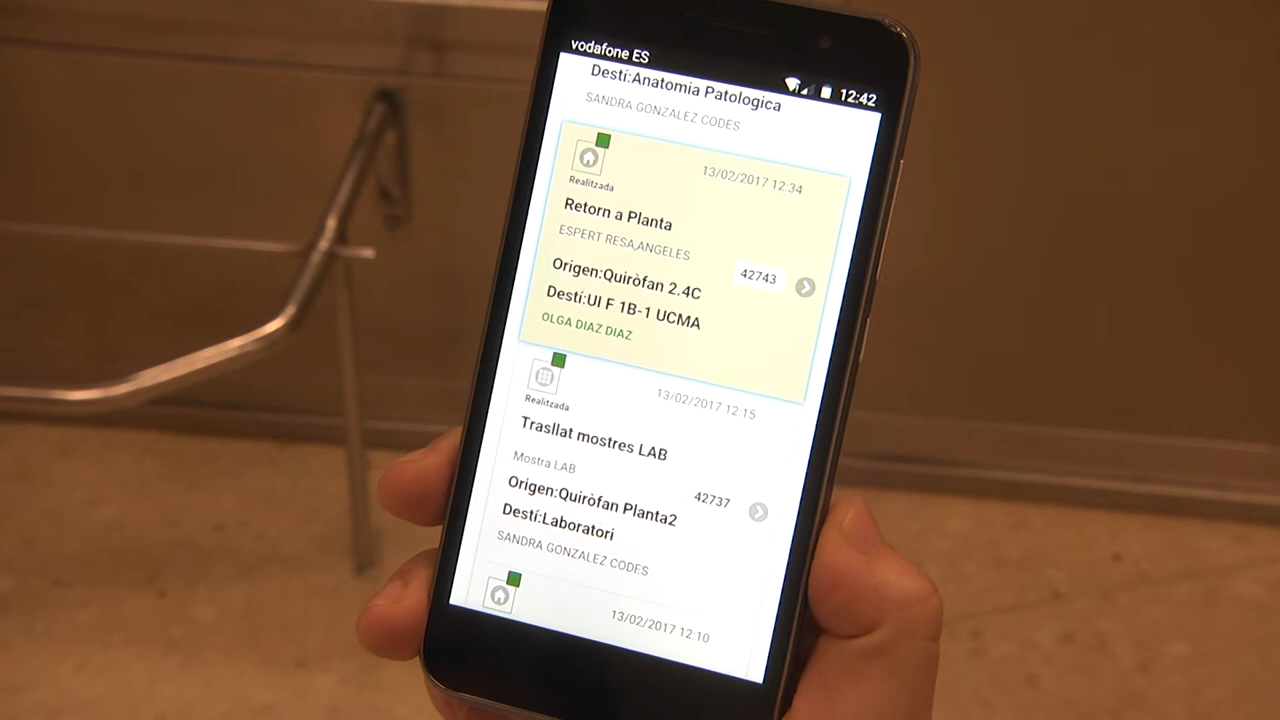 vodafone ES
12:42
Destí:Anatomia Patologica
SANDRA GONZALEZ CODES
13/02/2017 12:34
Realitzada
Retorn a Planta
ESPERT RESA,ANGELES
42743
Origen:Quiròfan 2.4C
Destí:UI F 1B-1 UCMA
OLGA DIAZ DIAZ
13/02/2017 12:15
Realitzada
Trasllat mostres LAB
Mostra LAB
42737
Origen:Quiròfan Planta2
Destí:Laboratori
SANDRA GONZALEZ CODES
13/02/2017 12:10